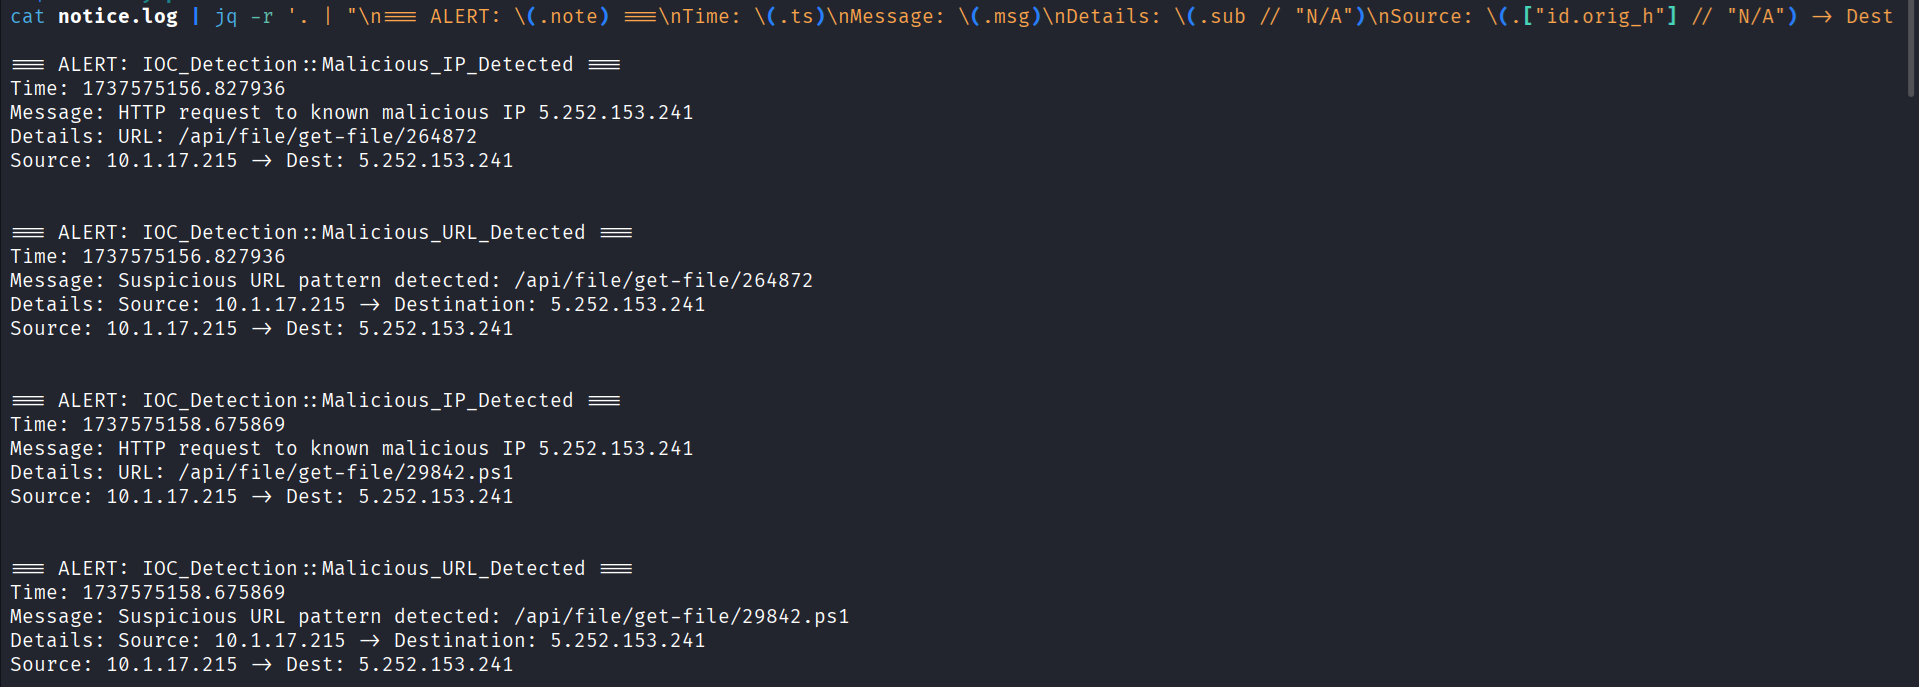 cat notice.log | jq -r '. | "\n=== ALERT: \(.note) ===\nTime: \(.ts)\nMessage: \(.msg)\nDetails: \(.sub // "N/A")\nSource: \(.["id.orig_h"] // "N/A") → Dest
=== ALERT: IOC_Detection::Malicious_IP_Detected ===
Time: 1737575156.827936
Message: HTTP request to known malicious IP 5.252.153.241
Details: URL: /api/file/get-file/264872
Source: 10.1.17.215 → Dest: 5.252.153.241
=== ALERT: IOC_Detection::Malicious_URL_Detected ===
Time: 1737575156.827936
Message: Suspicious URL pattern detected: /api/file/get-file/264872
Details: Source: 10.1.17.215 → Destination: 5.252.153.241
Source: 10.1.17.215 → Dest: 5.252.153.241
=== ALERT: IOC_Detection::Malicious_IP_Detected ===
Time: 1737575158.675869
Message: HTTP request to known malicious IP 5.252.153.241
Details: URL: /api/file/get-file/29842.ps1
Source: 10.1.17.215 → Dest: 5.252.153.241
=== ALERT: IOC_Detection::Malicious_URL_Detected ===
Time: 1737575158.675869
Message: Suspicious URL pattern detected: /api/file/get-file/29842.ps1
Details: Source: 10.1.17.215 → Destination: 5.252.153.241
Source: 10.1.17.215 → Dest: 5.252.153.241